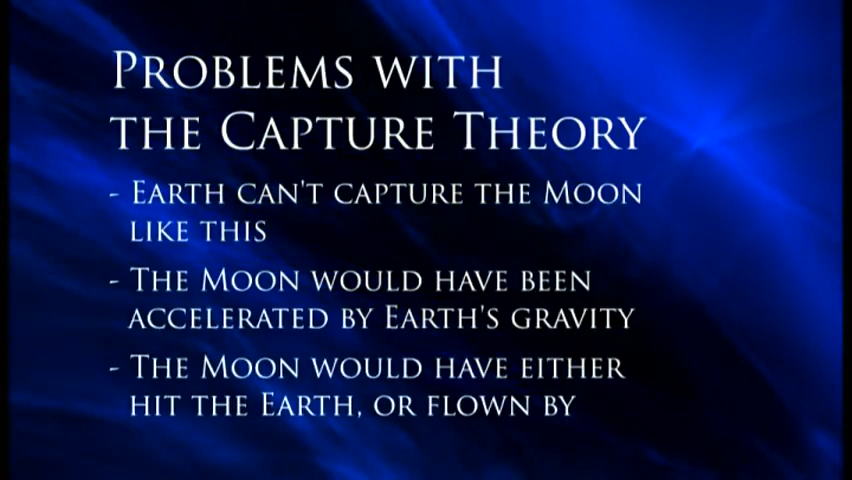 Problems with
the Capture Theory
- Earth can't capture the Moon
like this
- The Moon would have been
accelerated by Earth's gravity
- The Moon would have either
hit the Earth, or flown by